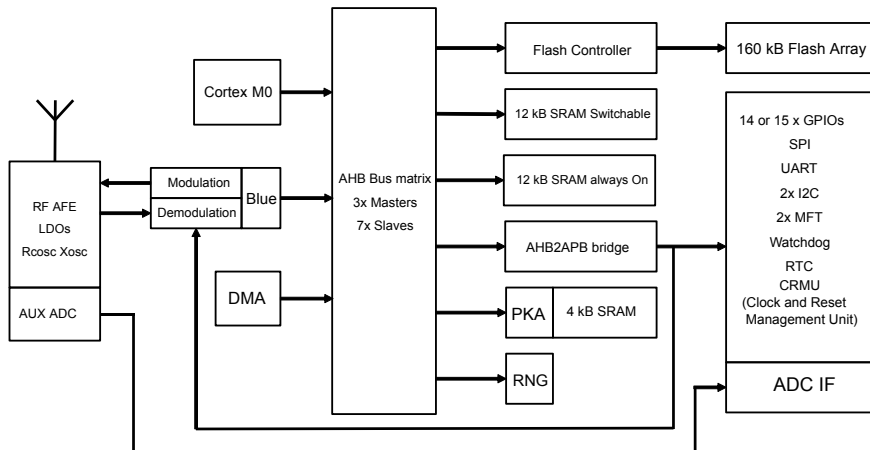 Cortex M0
RF AFE
LDOs
Rcosc Xosc
AUX ADC
Modulation
Demodulation
Blue
DMA
AHB Bus matrix
3x Masters
7x Slaves
Flash Controller
12 kB SRAM Switchable
12 kB SRAM always On
AHB2APB bridge
PKA
4 kB SRAM
RNG
160 kB Flash Array
14 or 15 x GPIOs
SPI
UART
2x I2C
2x MFT
Watchdog
RTC
CRMU
(Clock and Reset
Management Unit)
ADC IF